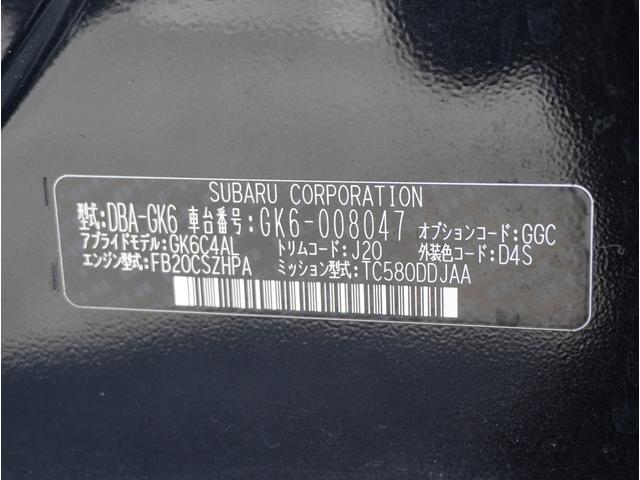 SUBARU CORPORATION
型式:DBA-GK6 車台番号:GK6-008047 オプションコード:GGC
アプライドモデル:GK6C4AL トリムコード:J20 外装色コード:D4S
エンジン型式:FB20CSZHPA ミッション型式:TC580DDJAA